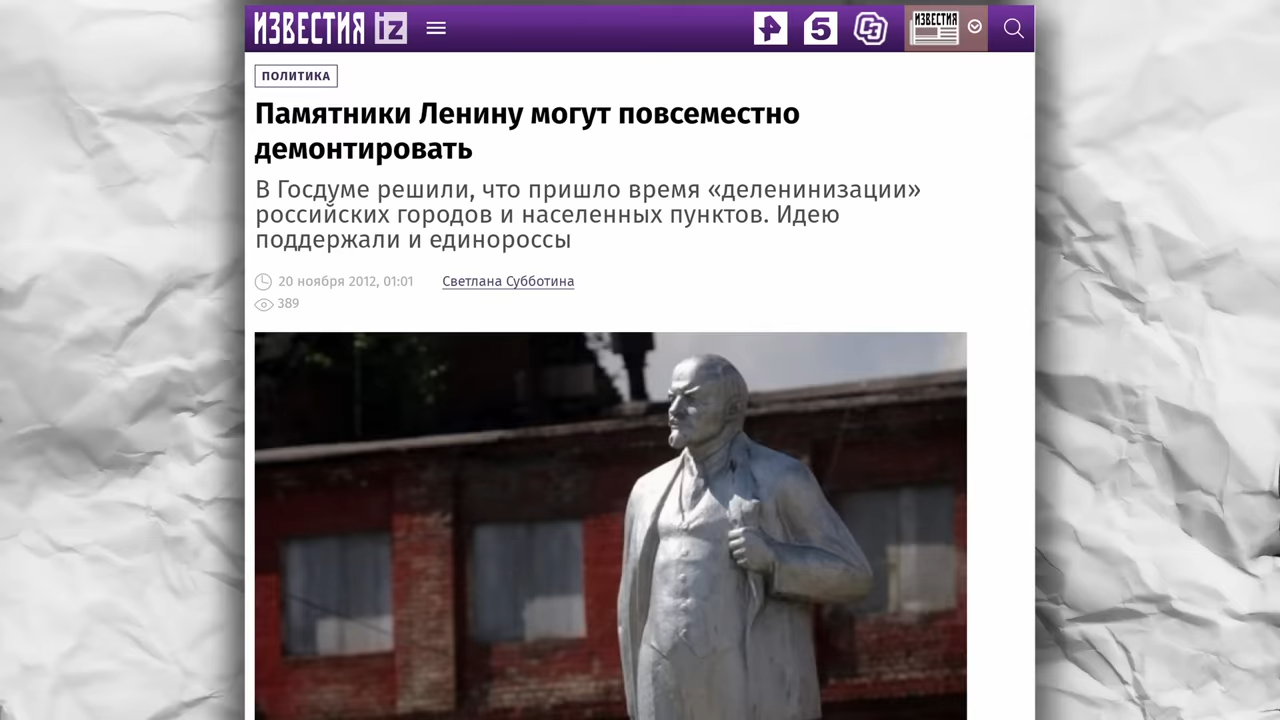 ИЗВЕСТИЯ iz
5
ИЗВЕСТИЯ
ПОЛИТИКА
Памятники Ленину могут повсеместно
демонтировать
В Госдуме решили, что пришло время «деленинизации»
российских городов и населенных пунктов. Идею
поддержали и единороссы
20 ноября 2012, 01:01 Светлана Субботина
389